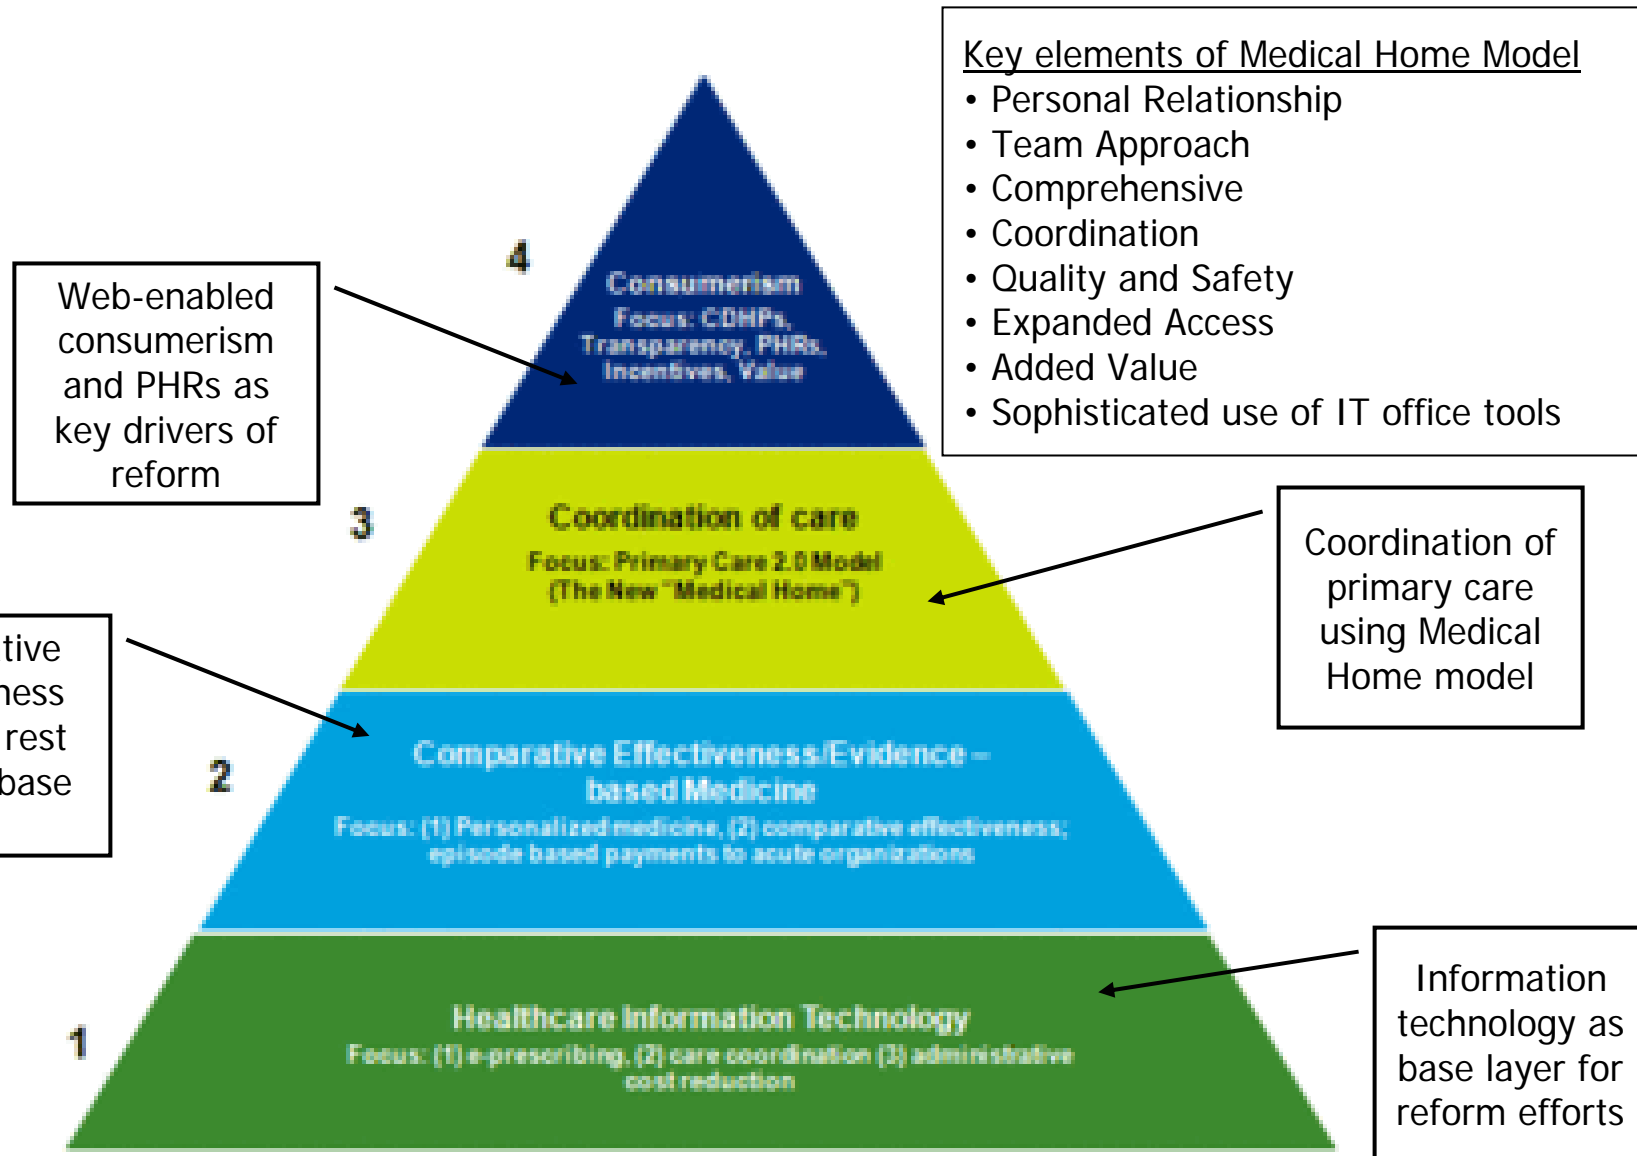 Key elements of Medical Home Model
• Personal Relationship
• Team Approach
• Comprehensive
• Coordination
• Quality and Safety
• Expanded Access
• Added Value
• Sophisticated use of IT office tools
4
Consumerism
Focus: CDHPs,
Transparency, PHRs,
Incentives, Value
Web-enabled
consumerism
and PHRs as
key drivers of
reform
3
Coordination of care
Focus: Primary Care 2.0 Model
(The New "Medical Home")
Coordination of
primary care
using Medical
Home model
tive
ness
rest
base
2
Comparative Effectiveness/Evidence –
based Medicine
Focus: (1) Personalized medicine, (2) comparative effectiveness;
episode based payments to acute organizations
1
Healthcare Information Technology
Focus: (1) e-prescribing, (2) care coordination (3) administrative
cost reduction
Information
technology as
base layer for
reform efforts